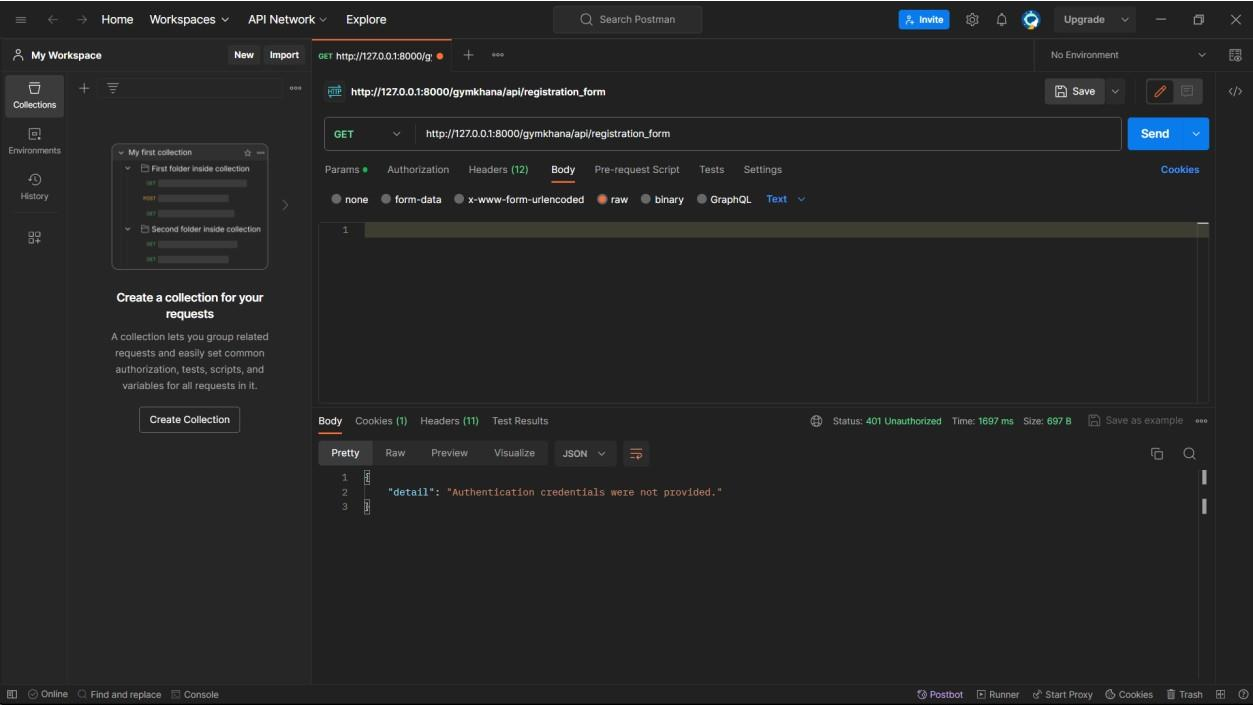 Home Workspaces API Network Explore Search Postman Invite Upgrade
My Workspace New Import GET http://127.0.0.1:8000/gy No Environment
Collections
Environments
History
http://127.0.0.1:8000/gymkhana/api/registration_form Save
GET http://127.0.0.1:8000/gymkhana/api/registration_form Send
Params Authorization Headers (12) Body Pre-request Script Tests Settings Cookies
none form-data x-www-form-urlencoded raw binary GraphQL Text
1
My first collection
First folder inside collection
GET
POST
GET
Second folder inside collection
GET
GET
Create a collection for your
requests
A collection lets you group related
requests and easily set common
authorization, tests, scripts, and
variables for all requests in it.
Create Collection
Body Cookies (1) Headers (11) Test Results Status: 401 Unauthorized Time: 1697 ms Size: 697 B Save as example
Pretty Raw Preview Visualize JSON
1 {
2 "detail": "Authentication credentials were not provided."
3 }
Online Find and replace Console Postbot Runner Start Proxy Cookies Trash